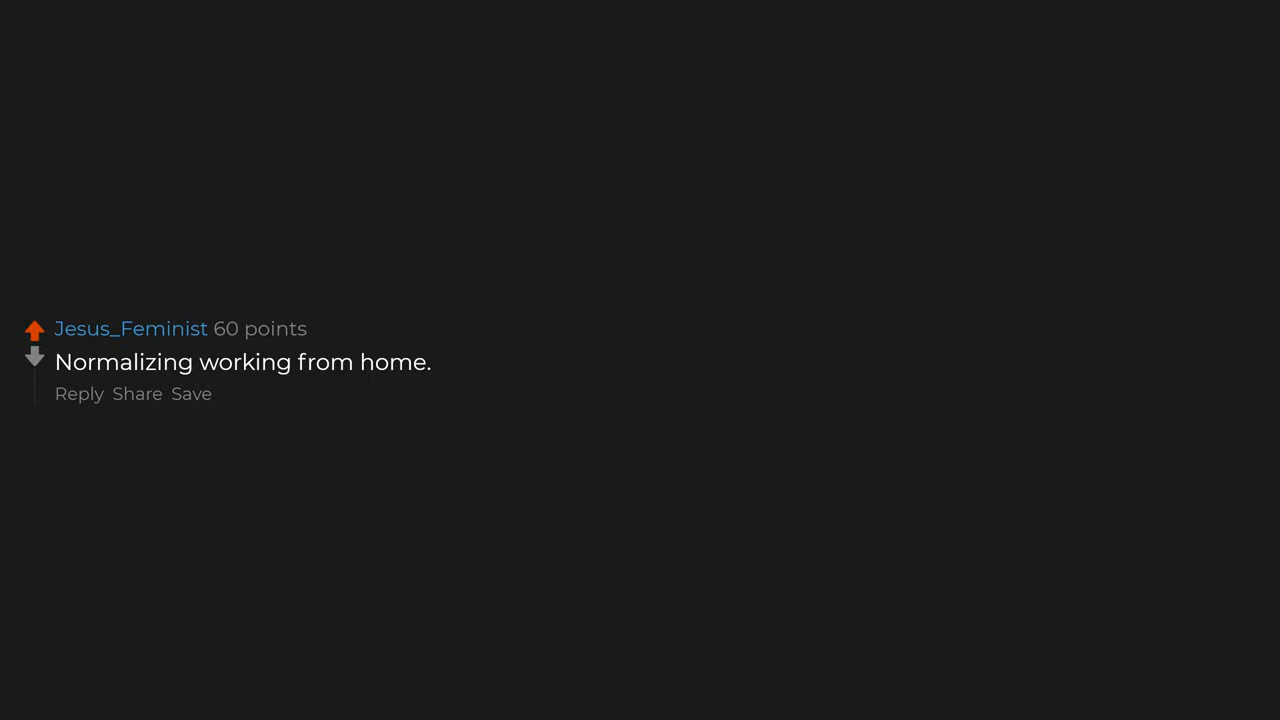 Jesus_Feminist 60 points
Normalizing working from home.
Reply Share Save